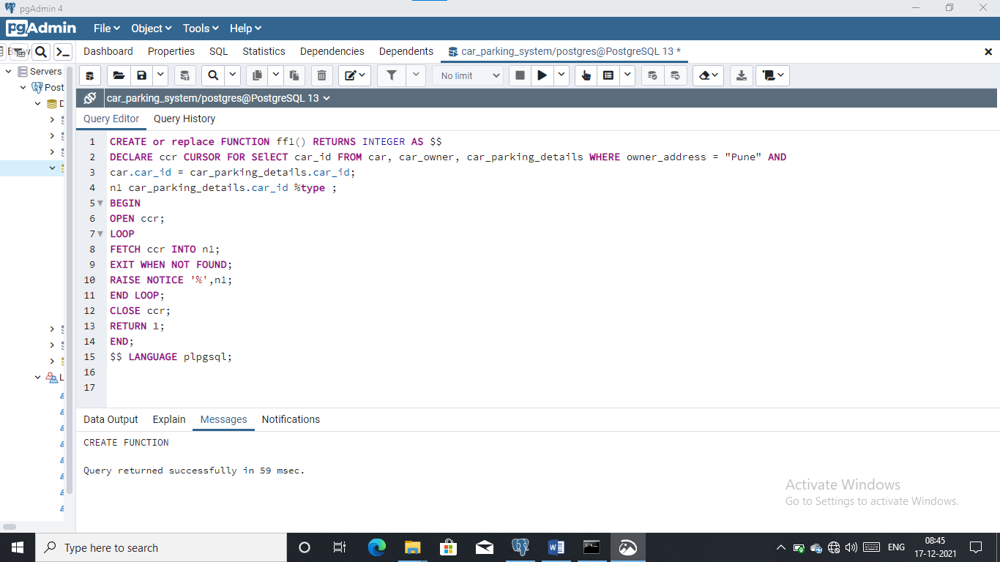 pgAdmin 4
pgAdmin File Object Tools Help
Dashboard Properties SQL Statistics Dependencies Dependents car_parking_system/postgres@PostgreSQL 13 *
Servers
Post
D
L
No limit
car_parking_system/postgres@PostgreSQL 13
Query Editor Query History
1 CREATE or replace FUNCTION ff1() RETURNS INTEGER AS $$
2 DECLARE ccr CURSOR FOR SElECT car_id FROM car, car_owner, car_parking_details WHERE owner_address = "Pune" AND
3 car.car_id = car_parking_details.car_id;
4 n1 car_parking_details.car_id %type ;
5 BEGIN
6 OPEN ccr;
7 LOOP
8 FETCH ccr INTO n1;
9 EXIT WHEN NOT FOUND;
10 RAISE NOTICE '%',n1;
11 END LOOP;
12 CLOSE ccr;
13 RETURN 1;
14 END;
15 $$ LANGUAGE plpgsql;
16
17
Data Output Explain Messages Notifications
CREATE FUNCTION
Query returned successfully in 59 msec.
Activate Windows
Go to Settings to activate Windows.
Type here to search
ENG
08:45
17-12-2021